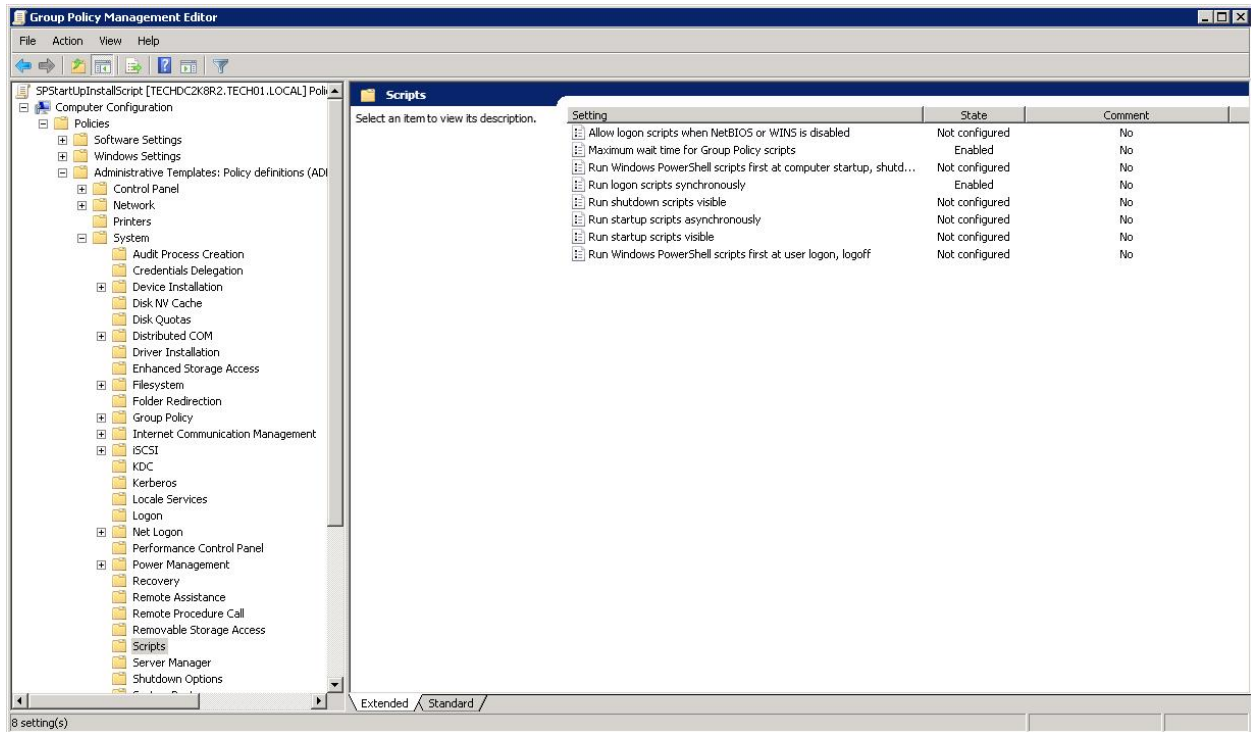 Group Policy Management Editor
File Action View Help
SPStartUpInstallScript [TECHDC2K8R2.TECH01.LOCAL] Poli
Computer Configuration
Policies
Software Settings
Windows Settings
Administrative Templates: Policy definitions (ADI
Control Panel
Network
Printers
System
Audit Process Creation
Credentials Delegation
Device Installation
Disk NV Cache
Disk Quotas
Distributed COM
Driver Installation
Enhanced Storage Access
Filesystem
Folder Redirection
Group Policy
Internet Communication Management
iSCSI
KDC
Kerberos
Locale Services
Logon
Net Logon
Performance Control Panel
Power Management
Recovery
Remote Assistance
Remote Procedure Call
Removable Storage Access
Scripts
Server Manager
Shutdown Options
Scripts
Select an item to view its description.
Setting State Comment
Allow logon scripts when NetBIOS or WINS is disabled Not configured No
Maximum wait time for Group Policy scripts Enabled No
Run Windows PowerShell scripts first at computer startup, shutd... Not configured No
Run logon scripts synchronously Enabled No
Run shutdown scripts visible Not configured No
Run startup scripts asynchronously Not configured No
Run startup scripts visible Not configured No
Run Windows PowerShell scripts first at user logon, logoff Not configured No
Extended Standard
8 setting(s)